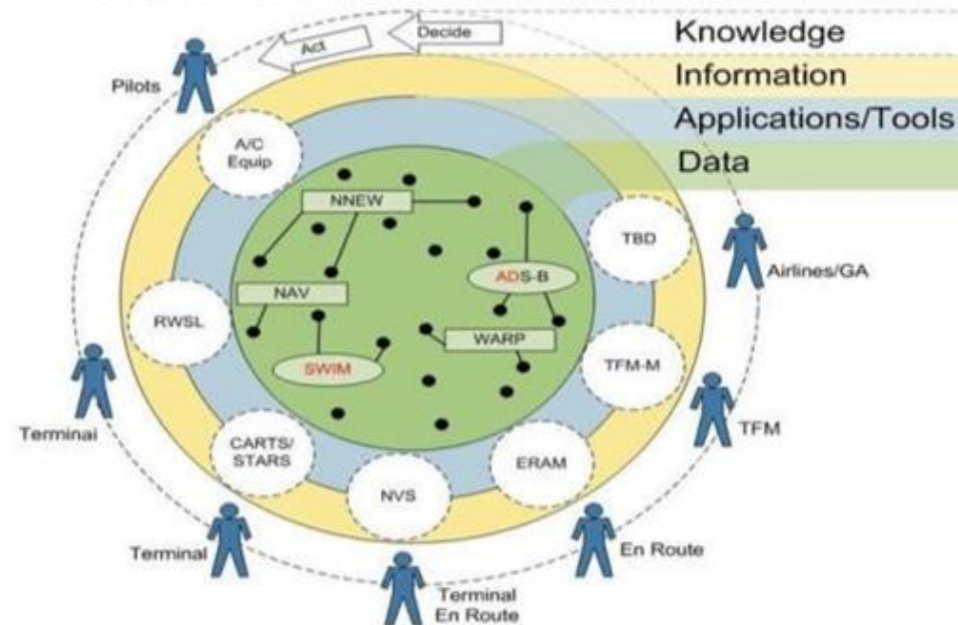 Decide
Knowledge
Act
Information
Pilots
Applications/Tools
A/C
Equip
Data
NNEW
TBD
Airlines/GA
ADS-B
NAV
RWSL
WARP
SWIM
TFM-M
Terminai
TFM
CARTS/
STARS
ERAM
NVS
En Route
Terminal
Terminal
En Route